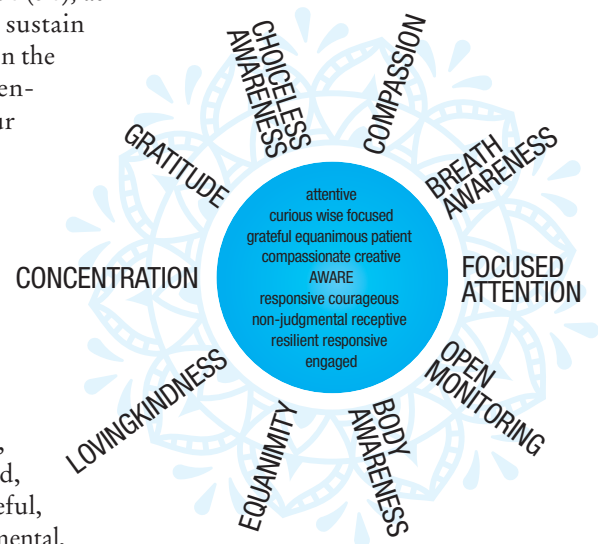 sustain
n the
en-
ur
CHOICELESS
AWARENESS
COMPASSION
BREATH
AWARENESS
FOCUSED
ATTENTION
OPEN
MONITORING
BODY
AWARENESS
EQUANIMITY
LOVINGKINDNESS
CONCENTRATION
GRATITUDE
attentive
curious wise focused
grateful equanimous patient
compassionate creative
AWARE
responsive courageous
non-judgmental receptive
resilient responsive
engaged
d,
eful,
mental,